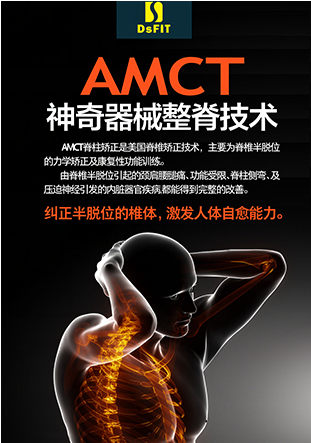 DsFIT
AMCT
神奇器械整脊技术
AMCT脊柱矫正是美国脊椎矫正技术，主要为脊椎半脱位
的力学矫正及康复性功能训练。
由脊椎半脱位引起的颈肩腰腿痛、功能受限、脊柱侧弯、及
压迫神经引发的内脏器官疾病,都能得到完整的改善。
纠正半脱位的椎体，激发人体自愈能力。